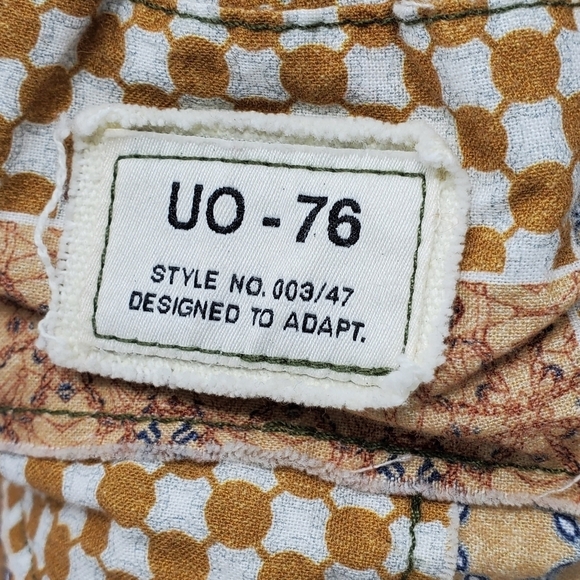 UO - 76
STYLE NO. 003/47
DESIGNED TO ADAPT.